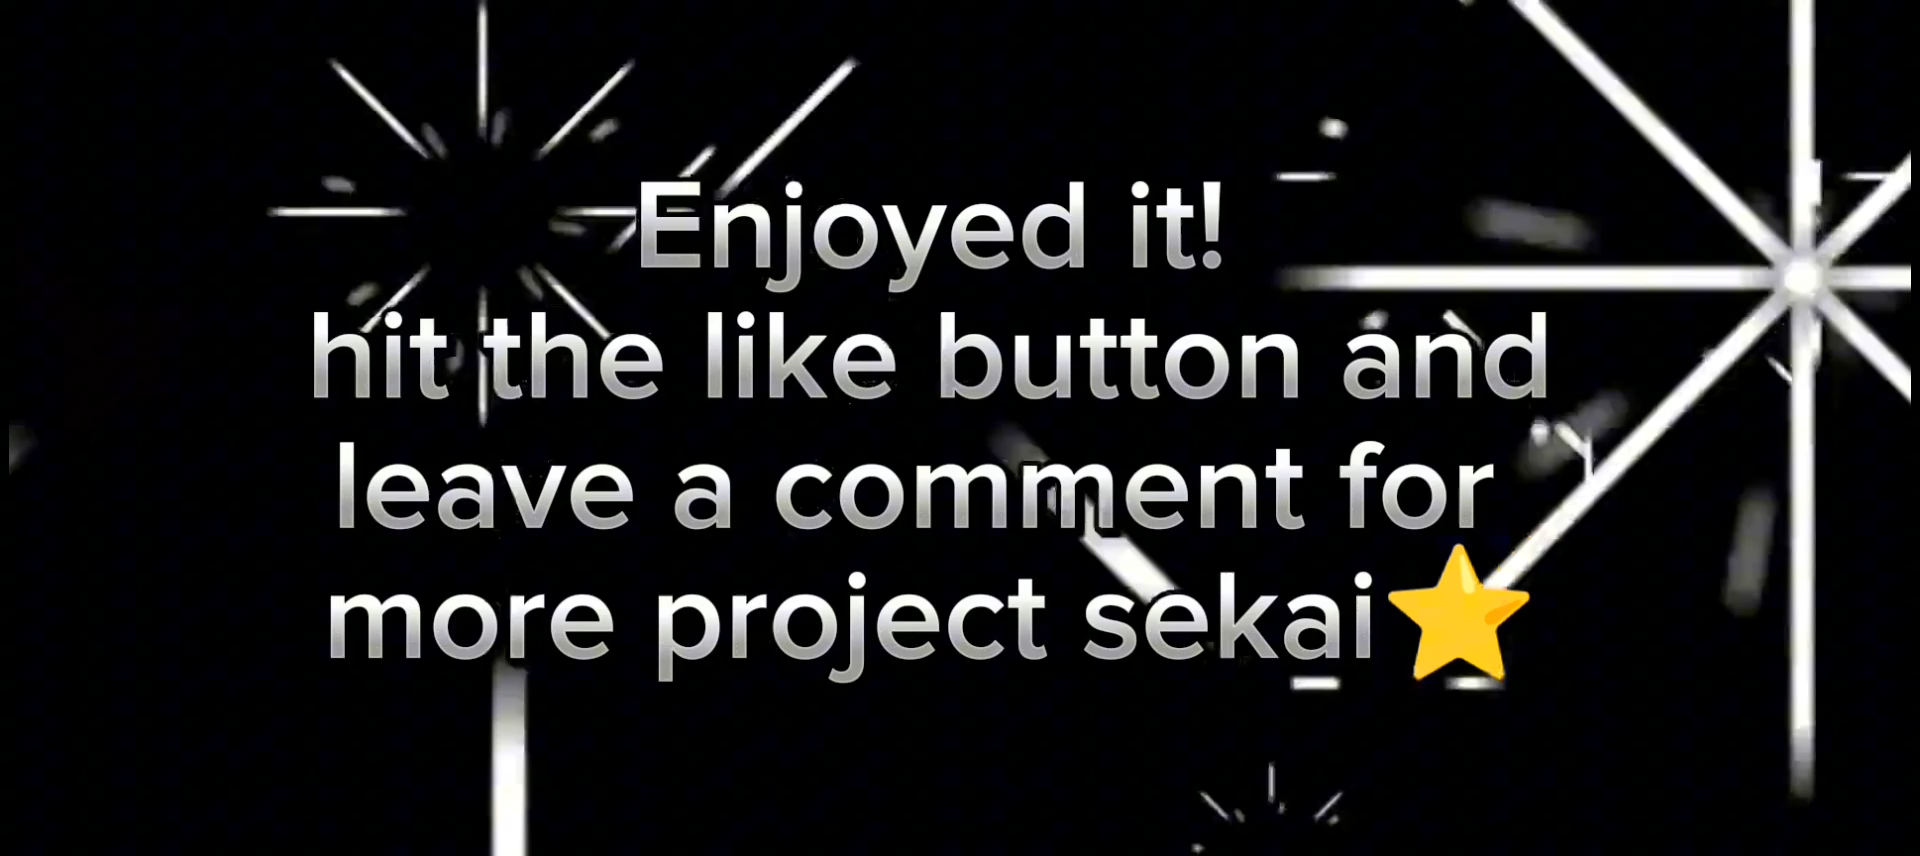 Enjoyed it!
hit the like button and
leave a comment for
more project sekai⭐